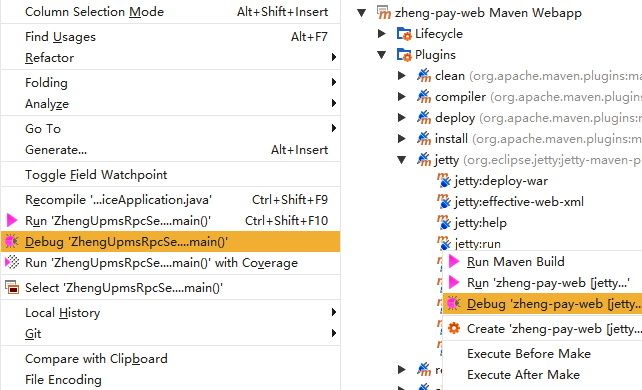 Column Selection Mode Alt+Shift+Insert
Find Usages Alt+F7
Refactor
Folding
Analyze
Go To
Generate... Alt+Insert
Toggle Field Watchpoint
Recompile '...iceApplication.java' Ctrl+Shift+F9
Run 'ZhengUpmsRpcSe....main()' Ctrl+Shift+F10
Debug 'ZhengUpmsRpcSe....main()'
Run 'ZhengUpmsRpcSe....main()' with Coverage
Select 'ZhengUpmsRpcSe....main()'
Local History
Git
Compare with Clipboard
File Encoding
zheng-pay-web Maven Webapp
Lifecycle
Plugins
clean (org.apache.maven.plugins:ma
compiler (org.apache.maven.plugins:
deploy (org.apache.maven.plugins:m
install (org.apache.maven.plugins:m
jetty (org.eclipse.jetty:jetty-maven-p
jetty:deploy-war
jetty:effective-web-xml
jetty:help
jetty:run
Run Maven Build
Run 'zheng-pay-web [jetty...'
Debug 'zheng-pay-web [jetty...
Create 'zheng-pay-web [jetty...
Execute Before Make
Execute After Make